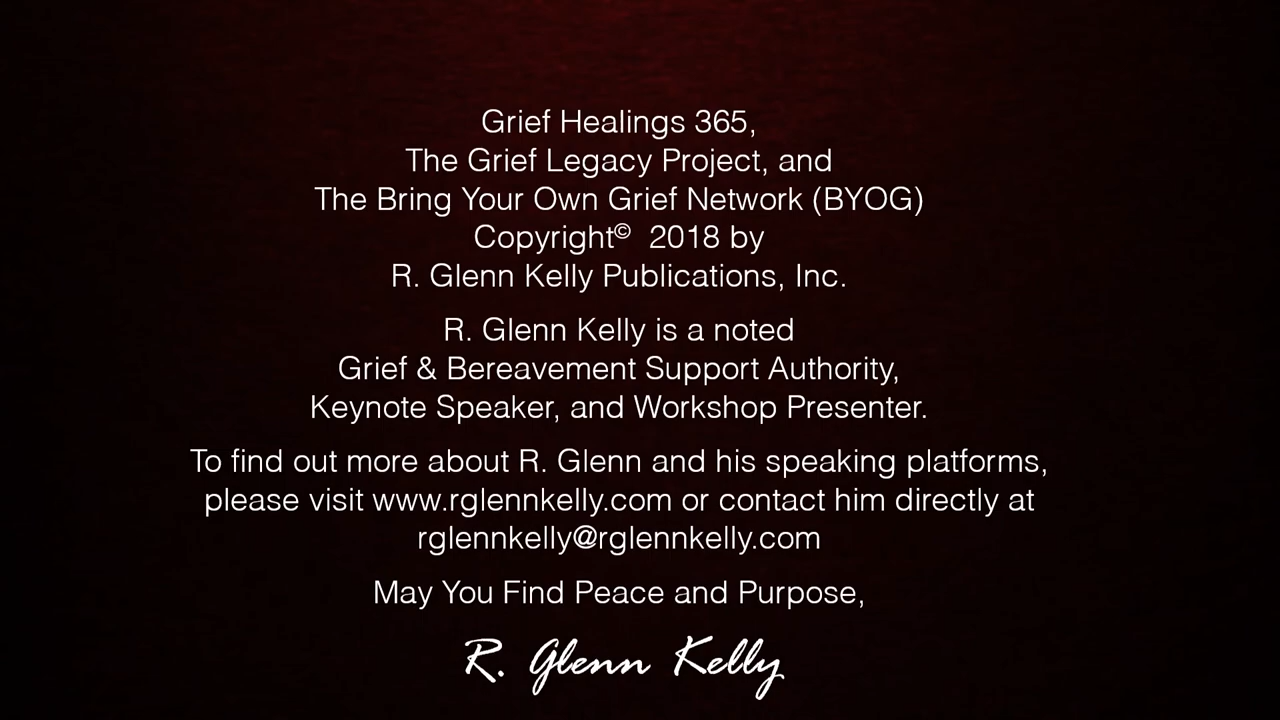 Grief Healings 365,
The Grief Legacy Project, and
The Bring Your Own Grief Network (BYOG)
Copyright© 2018 by
R. Glenn Kelly Publications, Inc.
R. Glenn Kelly is a noted
Grief & Bereavement Support Authority,
Keynote Speaker, and Workshop Presenter.
To find out more about R. Glenn and his speaking platforms,
please visit www.rglennkelly.com or contact him directly at
rglennkelly@rglennkelly.com
May You Find Peace and Purpose,
R. Glenn Kelly